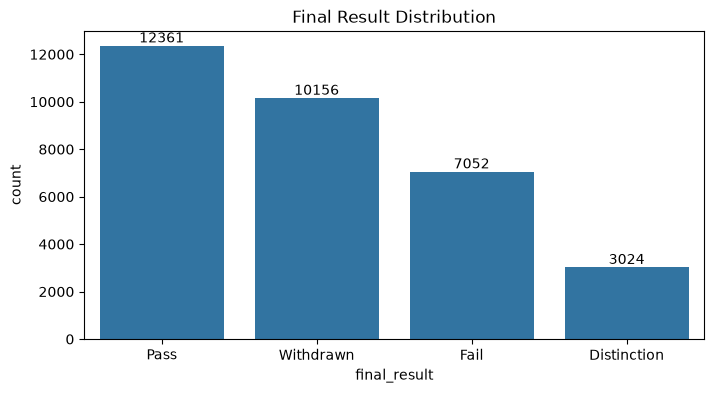 Final Result Distribution
12361
10156
7052
3024
12000
10000
8000
6000
4000
2000
0
count
Pass Withdrawn Fail Distinction
final_result